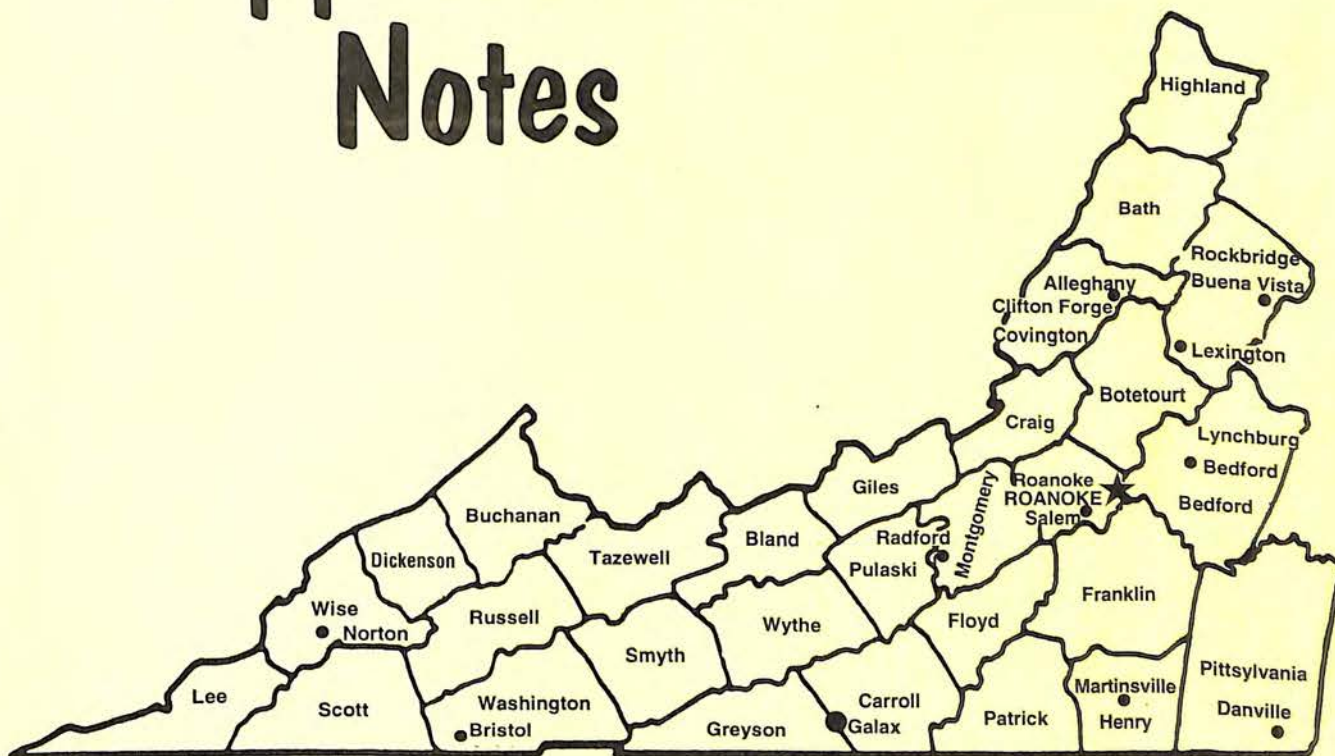 Notes
Highland
Bath
Rockbridge
Alleghany
Buena Vista
Clifton Forge
Covington
Lexington
Botetourt
Craig
Lynchburg
Bedford
Bedford
Giles
Roanoke
ROANOKE
Salem
Montgomery
Buchanan
Radford
Bland
Tazewell
Dickenson
Pulaski
Franklin
Wise
Norton
Russell
Wythe
Floyd
Smyth
Pittsylvania
Lee
Scott
Washington
Bristol
Greyson
Carroll
Galax
Patrick
Martinsville
Henry
Danville